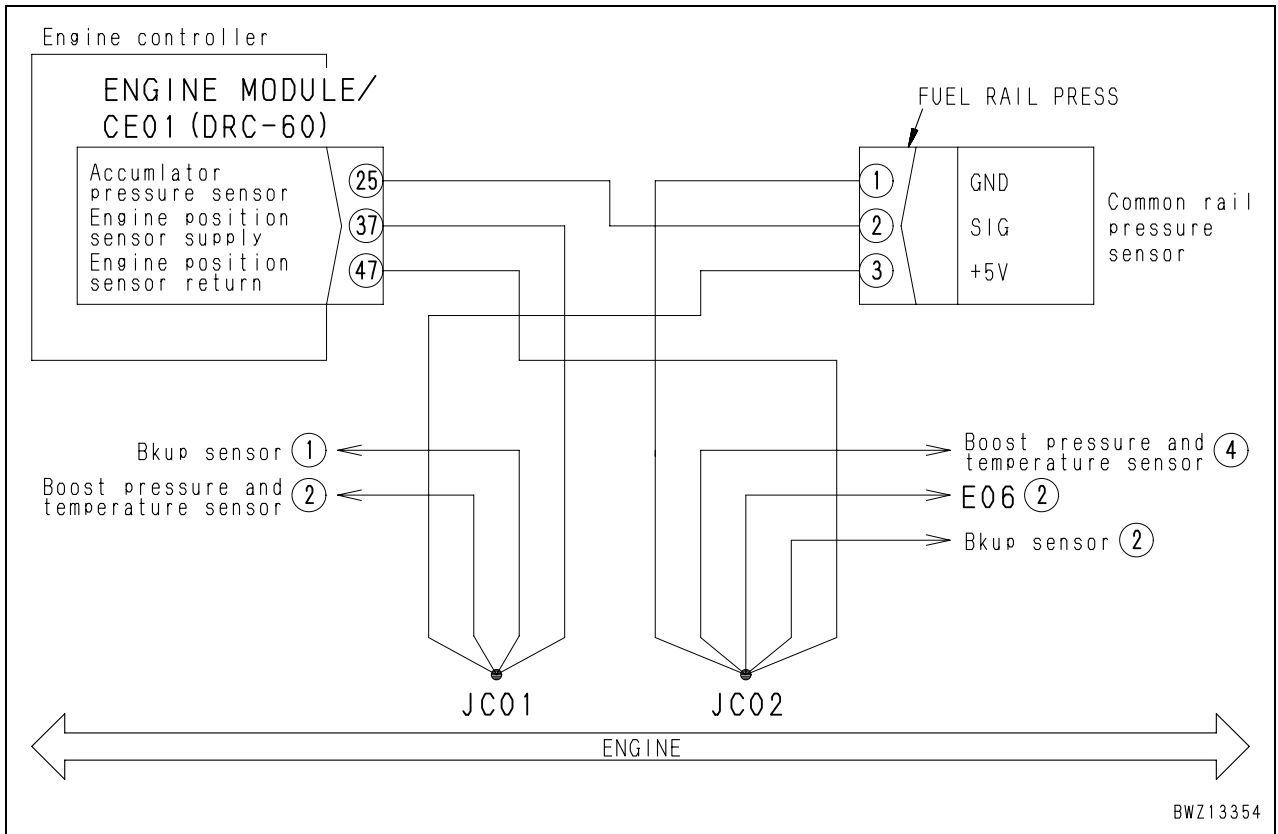 Engine controller
ENGINE MODULE/
CE01(DRC-60)
Accumlator
pressure sensor
25
Engine position
sensor supply
37
Engine position
sensor return
47
FUEL RAIL PRESS
1
GND
2
SIG
3
+5V
Common rail
pressure
sensor
Bkup sensor 1
Boost pressure and
temperature sensor 2
Boost pressure and
temperature sensor 4
E06 2
Bkup sensor 2
JC01
JC02
ENGINE
BWZ13354